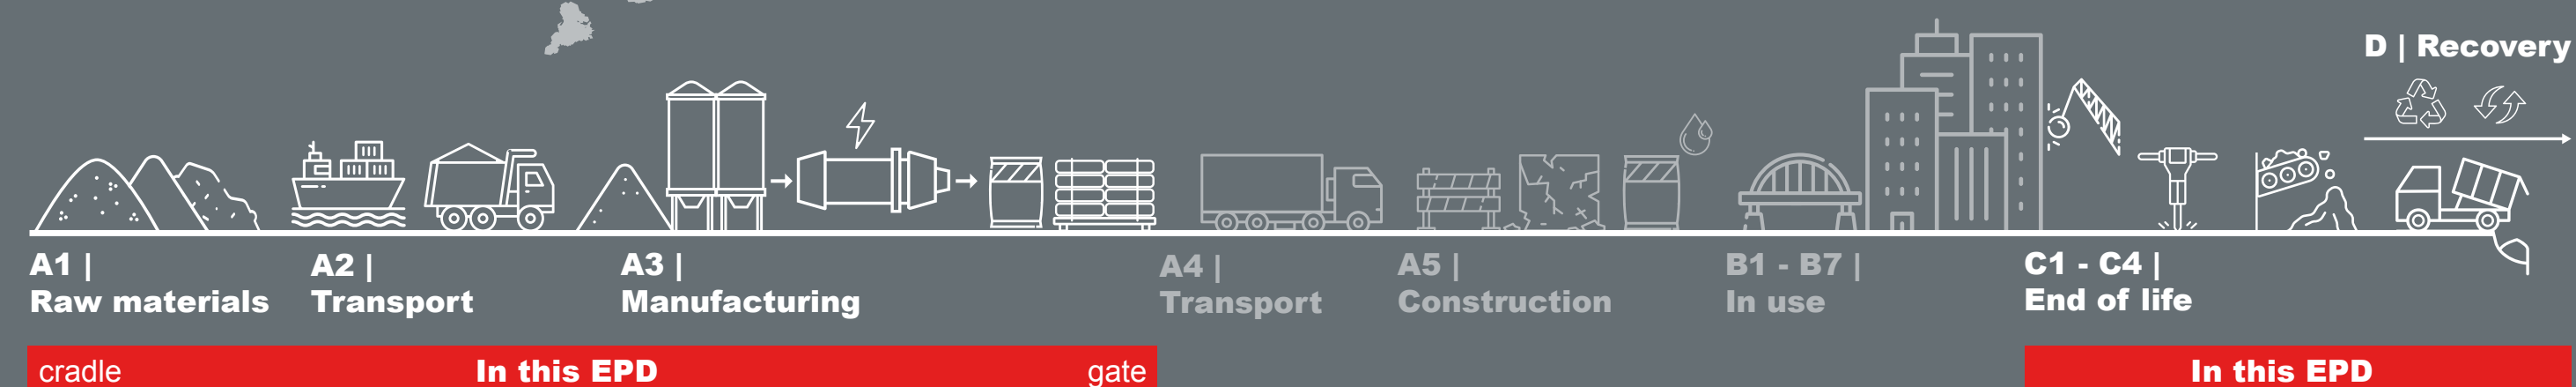 D | Recovery
A1 |
Raw materials
A2 |
Transport
A3 |
Manufacturing
A4 |
Transport
A5 |
Construction
B1 - B7 |
In use
C1 - C4 |
End of life
cradle
In this EPD
gate
In this EPD